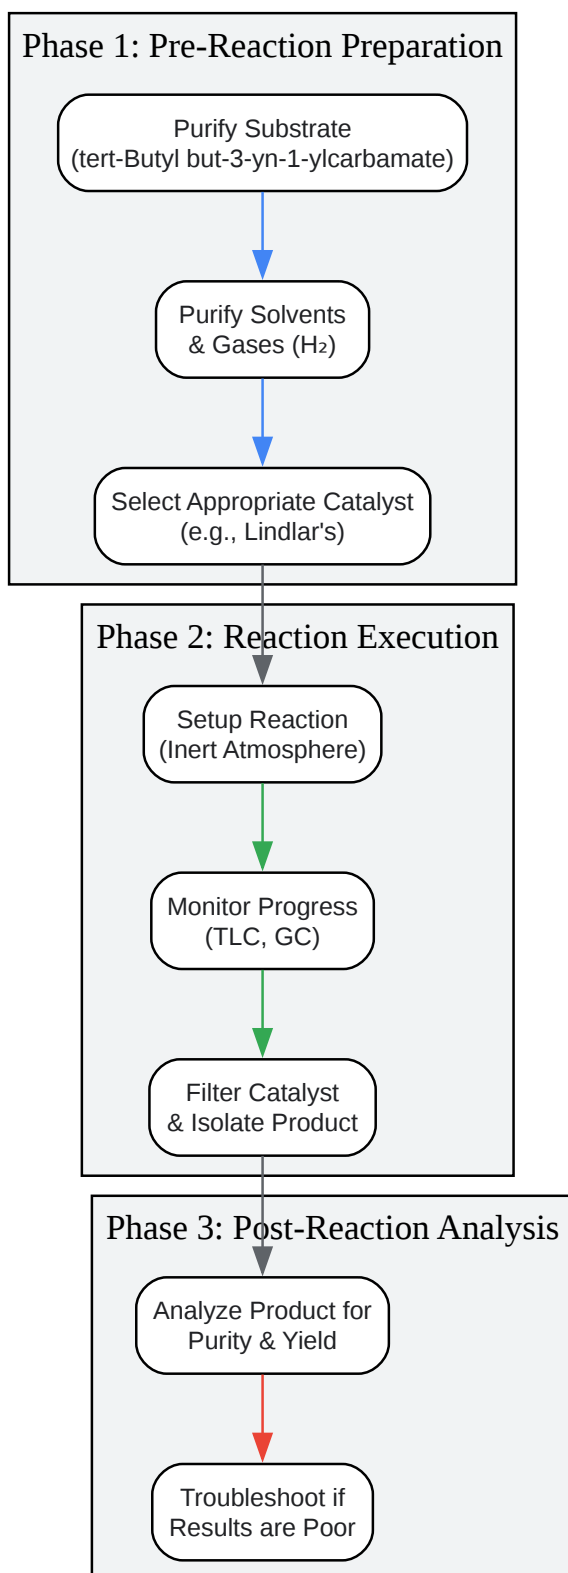 Phase 1: Pre-Reaction Preparation
Purify Substrate
(tert-Butyl but-3-yn-1-ylcarbamate)
Purify Solvents
& Gases (H₂)
Select Appropriate Catalyst
(e.g., Lindlar's)
Phase 2: Reaction Execution
Setup Reaction
(Inert Atmosphere)
Monitor Progress
(TLC, GC)
Filter Catalyst
& Isolate Product
Phase 3: Post-Reaction Analysis
Analyze Product for
Purity & Yield
Troubleshoot if
Results are Poor